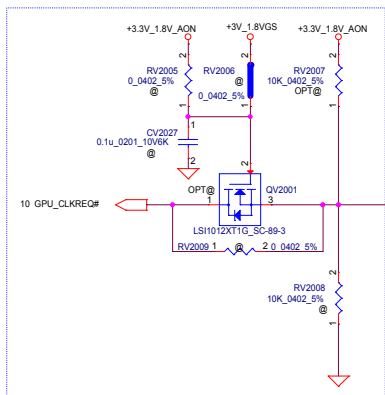 +3.3V_1.8V_AON
+3V_1.8VGS
+3.3V_1.8V_AON
2
RV2005
0_0402_5%
@
1
2
RV2006
@
0_0402_5%
1
2
RV2007
10K_0402_5%
OPT@
1
1
CV2027
0.1u_0201_10V6K
@
2
2
OPT@
QV2001
1
3
10 GPU_CLKREQ#
LSI1012XT1G_SC-89-3
RV2009 1 @ 2 0_0402_5%
2
RV2008
10K_0402_5%
@
1